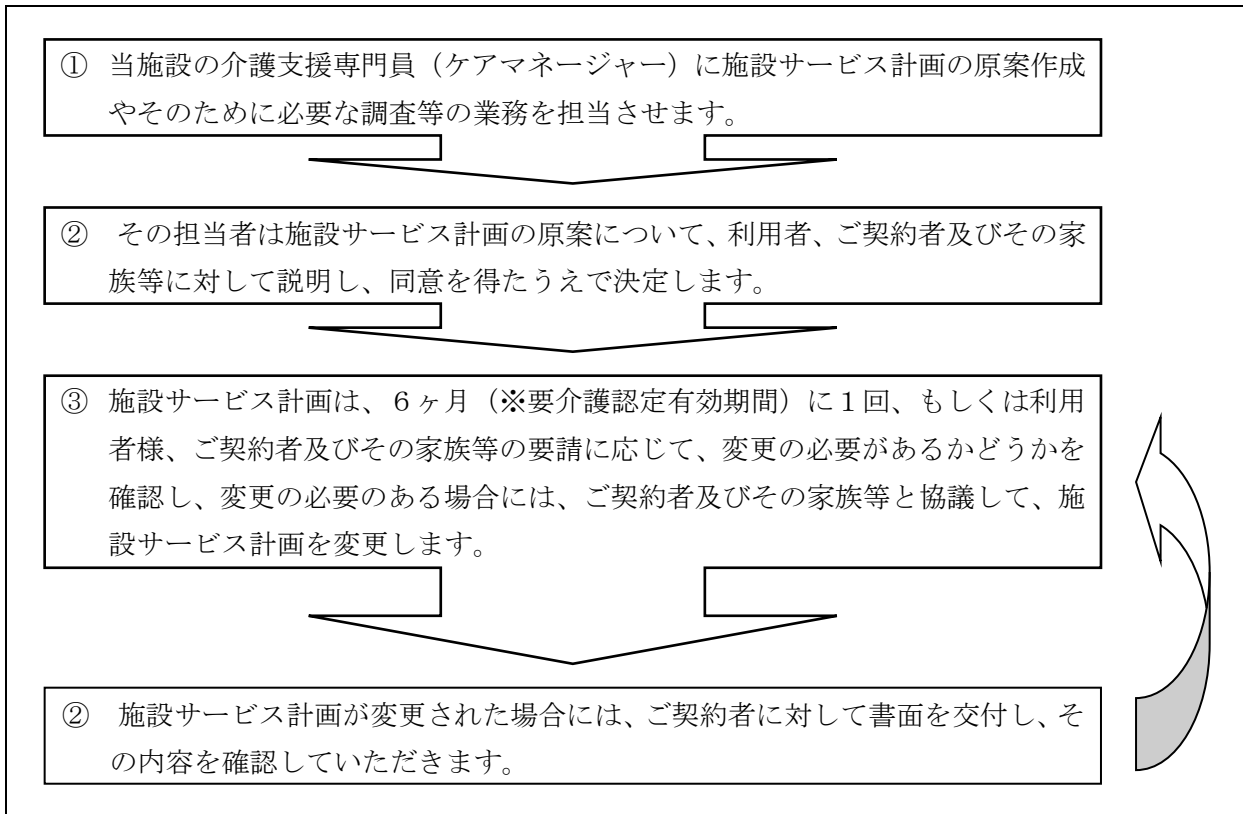 ① 当施設の介護支援専門員（ケアマネージャー）に施設サービス計画の原案作成
やそのために必要な調査等の業務を担当させます。
② その担当者は施設サービス計画の原案について、利用者、ご契約者及びその家
族等に対して説明し、同意を得たうえで決定します。
③ 施設サービス計画は、６ヶ月（※要介護認定有効期間）に１回、もしくは利用
者様、ご契約者及びその家族等の要請に応じて、変更の必要があるかどうかを
確認し、変更の必要のある場合には、ご契約者及びその家族等と協議して、施
設サービス計画を変更します。
② 施設サービス計画が変更された場合には、ご契約者に対して書面を交付し、そ
の内容を確認していただきます。